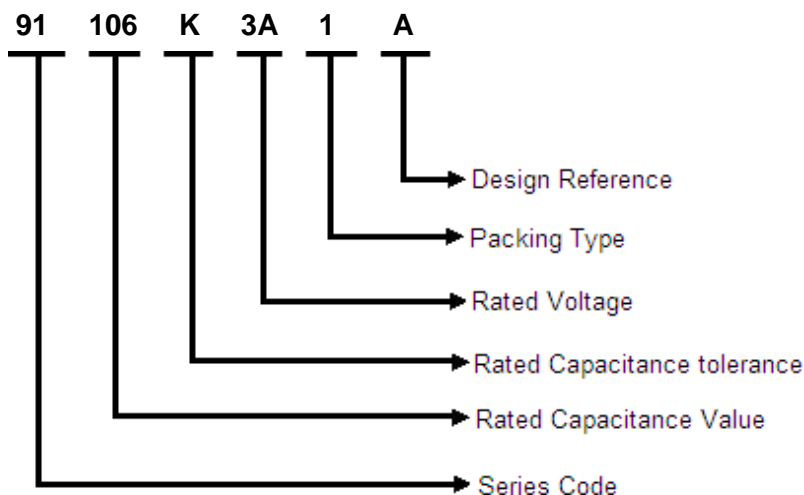 91 106 K 3A 1 A
Design Reference
Packing Type
Rated Voltage
Rated Capacitance tolerance
Rated Capacitance Value
Series Code